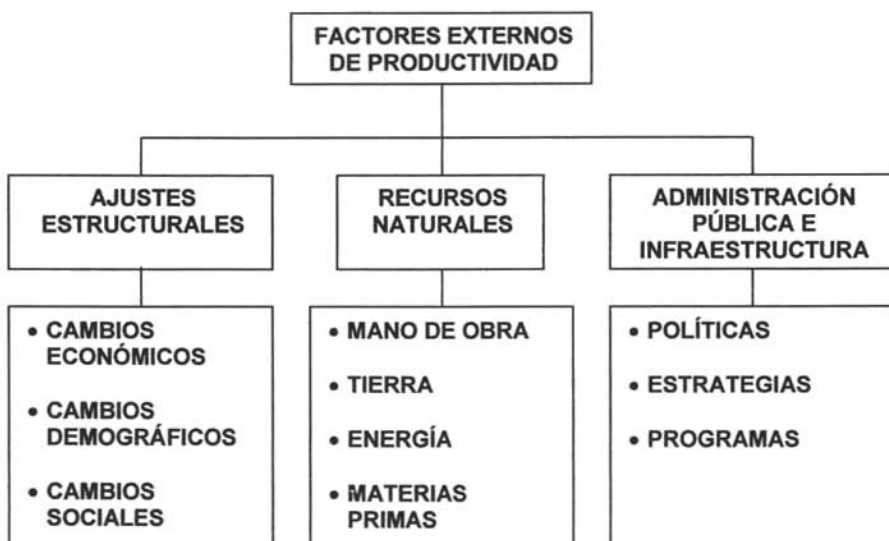 FACTORES EXTERNOS
DE PRODUCTIVIDAD
AJUSTES
ESTRUCTURALES
RECURSOS
NATURALES
ADMINISTRACIÓN
PÚBLICA E
INFRAESTRUCTURA
• CAMBIOS
ECONÓMICOS
• CAMBIOS
DEMOGRÁFICOS
• CAMBIOS
SOCIALES
• MANO DE OBRA
• TIERRA
• ENERGÍA
• MATERIAS
PRIMAS
• POLÍTICAS
• ESTRATEGIAS
• PROGRAMAS